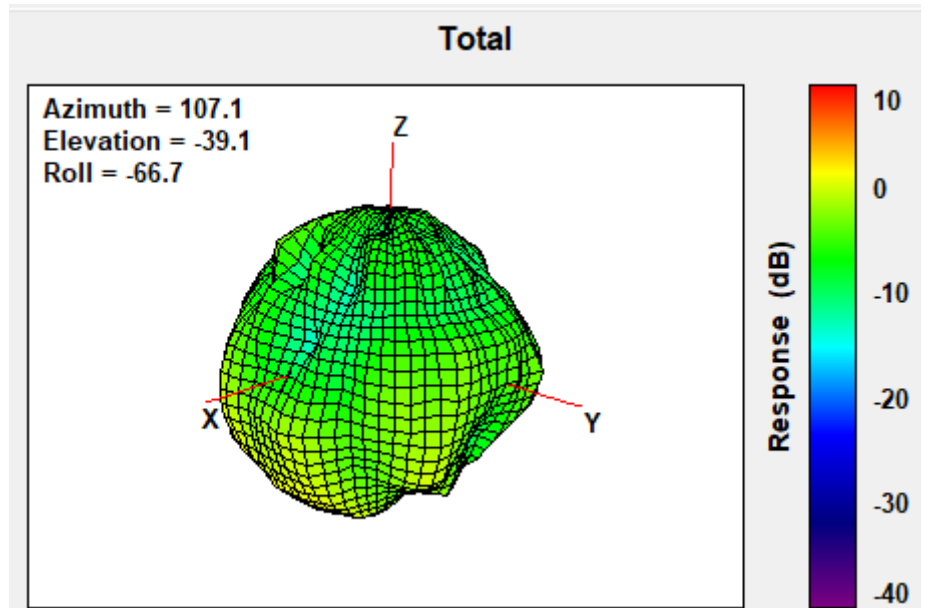 Total
Azimuth = 107.1
Elevation = -39.1
Roll = -66.7
Z
X
Y
Response (dB)
10
0
-10
-20
-30
-40